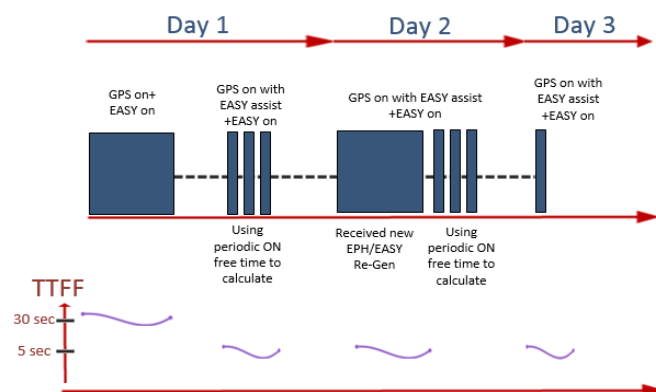 Day 1
Day 2
Day 3
GPS on+
EASY on
GPS on with
EASY assist
+EASY on
GPS on with EASY assist
+EASY on
GPS on with
EASY assist
+EASY on
Using
periodic ON
free time to
calculate
Received new
EPH/EASY
Re-Gen
Using
periodic ON
free time to
calculate
TTFF
30 sec
5 sec